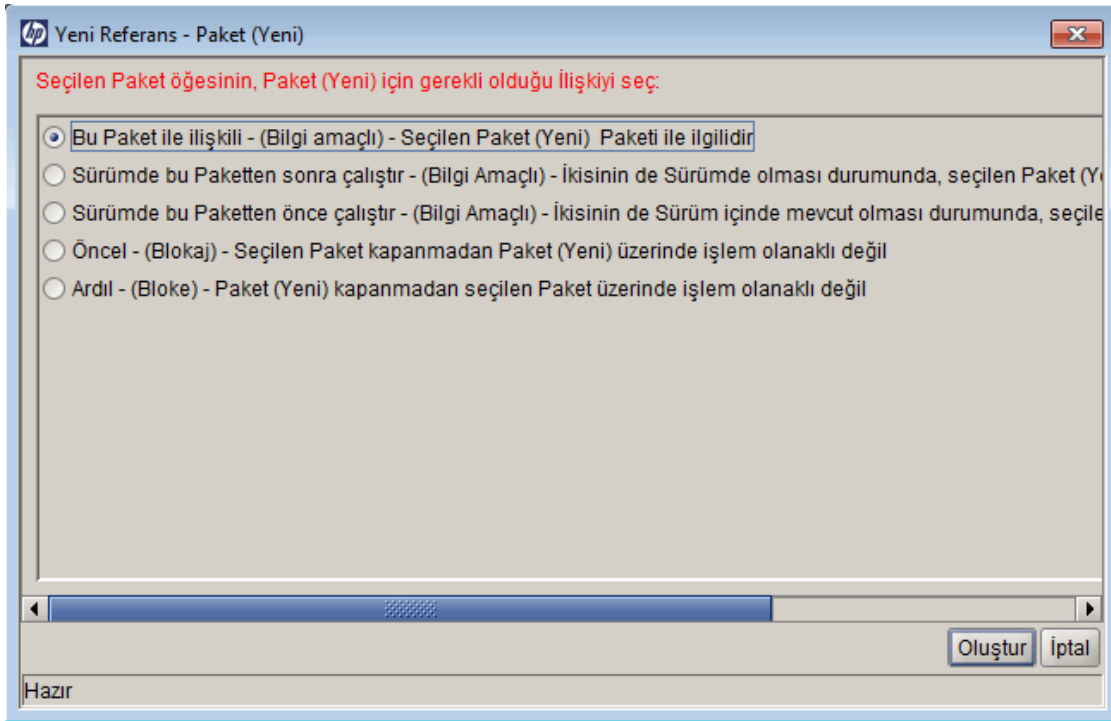 hp Yeni Referans - Paket (Yeni)
Seçilen Paket öğesinin, Paket (Yeni) için gerekli olduğu İlişkiyi seç:
Bu Paket ile ilişkili - (Bilgi amaçlı) - Seçilen Paket (Yeni) Paketi ile ilgilidir
Sürümde bu Paketten sonra çalıştır - (Bilgi Amaçlı) - İkisinin de Sürümde olması durumunda, seçilen Paket
Sürümde bu Paketten önce çalıştır - (Bilgi Amaçlı) - İkisinin de Sürüm içinde mevcut olması durumunda,
Öncel - (Blokaj) - Seçilen Paket kapanmadan Paket (Yeni) üzerinde işlem olanaklı değil
Ardıl - (Bloke) - Paket (Yeni) kapanmadan seçilen Paket üzerinde işlem olanaklı değil
Oluştur İptal
Hazır